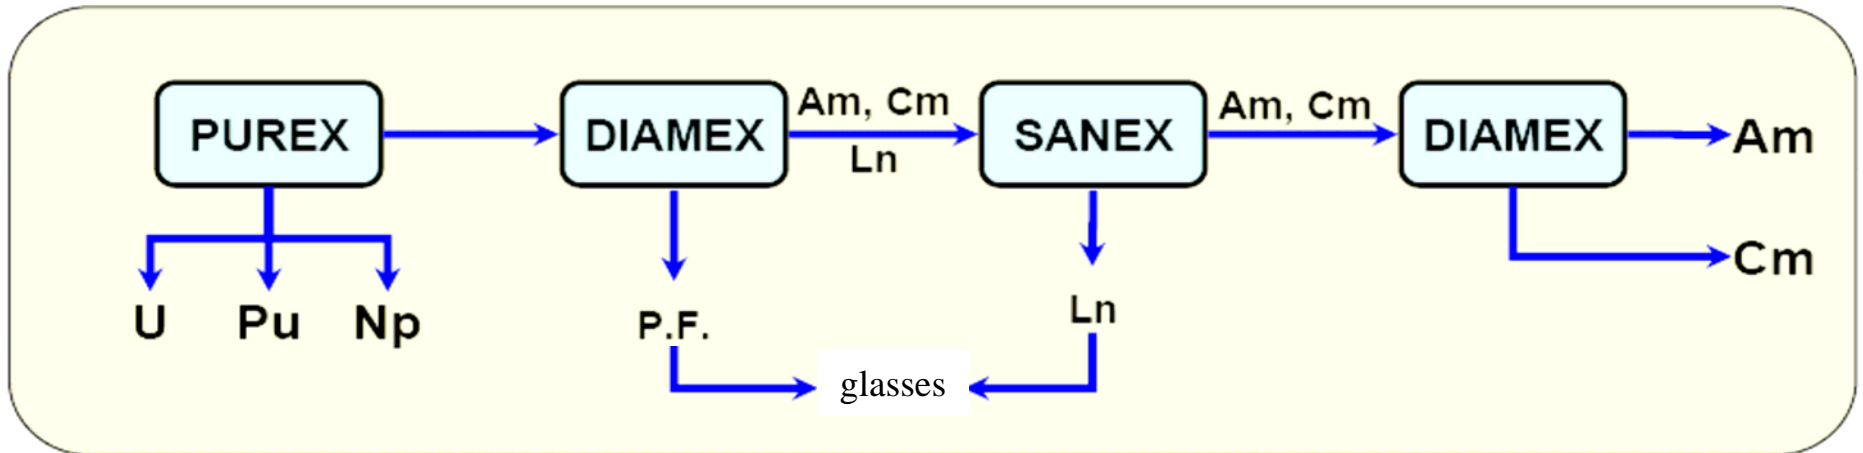 PUREX
DIAMEX
Am, Cm
Ln
SANEX
Am, Cm
DIAMEX
Am
Cm
U
Pu
Np
P.F.
Ln
glasses